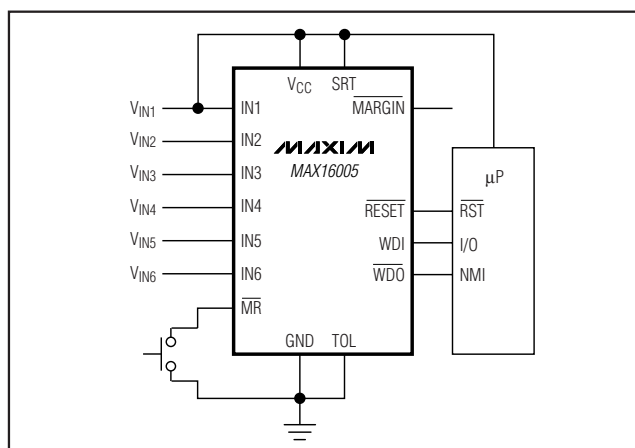 VCC SRT
VIN1 IN1 MARGIN
VIN2 IN2
MAXIM
MAX16005
VIN3 IN3
µP
VIN4 IN4 RESET RST
VIN5 IN5 WDI I/O
VIN6 IN6 WDO NMI
MR
GND TOL